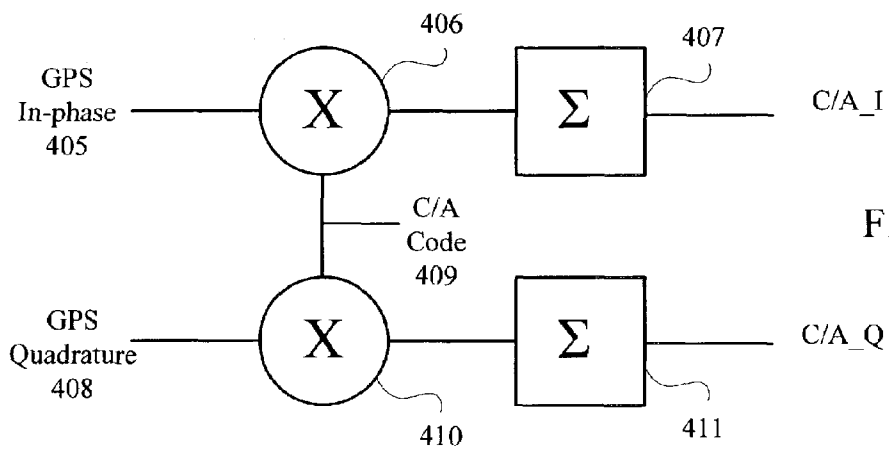 406
407
GPS
In-phase
405
X
Σ
C/A_I
C/A
Code
409
F
GPS
Quadrature
408
X
Σ
C/A_Q
410
411